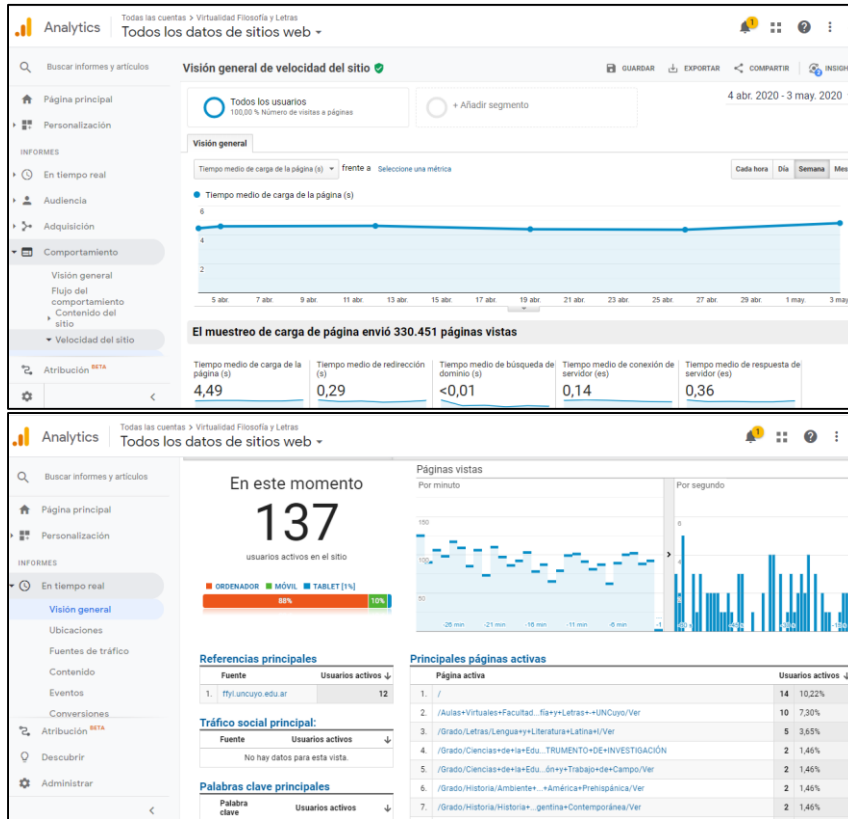 Analytics
Todas las cuentas > Virtualidad Filosofía y Letras
Todos los datos de sitios web
1
Buscar informes y artículos
Visión general de velocidad del sitio
GUARDAR EXPORTAR COMPARTIR INSIGH
Página principal
Personalización
INFORMES
En tiempo real
Audiencia
Adquisición
Comportamiento
Visión general
Flujo del
comportamiento
Contenido del
sitio
Velocidad del sitio
Atribución BETA
Todos los usuarios
100,00 % Número de visitas a páginas
+ Añadir segmento
4 abr. 2020 - 3 may. 2020
Visión general
Tiempo medio de carga de la página (s) frente a Seleccione una métrica
Cada hora Día Semana Mes
Tiempo medio de carga de la página (s)
6
4
2
5 abr. 7 abr. 9 abr. 11 abr. 13 abr. 15 abr. 17 abr. 19 abr. 21 abr. 23 abr. 25 abr. 27 abr. 29 abr. 1 may. 3 may
El muestreo de carga de página envió 330.451 páginas vistas
Tiempo medio de carga de la
página (s)
4,49
Tiempo medio de redirección
(s)
0,29
Tiempo medio de búsqueda de
dominio (s)
<0,01
Tiempo medio de conexión de
servidor (es)
0,14
Tiempo medio de respuesta de
servidor (es)
0,36
Analytics
Todas las cuentas > Virtualidad Filosofía y Letras
Todos los datos de sitios web
1
Buscar informes y artículos
Página principal
Personalización
INFORMES
En tiempo real
Visión general
Ubicaciones
Fuentes de tráfico
Contenido
Eventos
Conversiones
Atribución BETA
Descubrir
Administrar
En este momento
137
usuarios activos en el sitio
ORDENADOR MÓVIL TABLET [1%]
88% 10%
Páginas vistas
Por minuto
150
100
50
-26 min -21 min -16 min -11 min -6 min -1
Por segundo
6
Referencias principales
Fuente Usuarios activos
1. ffyl.uncuyo.edu.ar 12
Tráfico social principal:
Fuente Usuarios activos
No hay datos para esta vista.
Palabras clave principales
Palabra
clave
Usuarios activos
Principales páginas activas
Página activa Usuarios activos
1. / 14 10,22%
2. /Aulas+Virtuales+Facultad...fía+y+Letras+-+UNCuyo/Ver 10 7,30%
3. /Grado/Letras/Lengua+y+Literatura+Latina+I/Ver 5 3,65%
4. /Grado/Ciencias+de+la+Edu...TRUMENTO+DE+INVESTIGACIÓN 2 1,46%
5. /Grado/Ciencias+de+la+Edu...ón+y+Trabajo+de+Campo/Ver 2 1,46%
6. /Grado/Historia/Ambiente+...+América+Prehispánica/Ver 2 1,46%
7. /Grado/Historia/Historia+...gentina+Contemporánea/Ver 2 1,46%